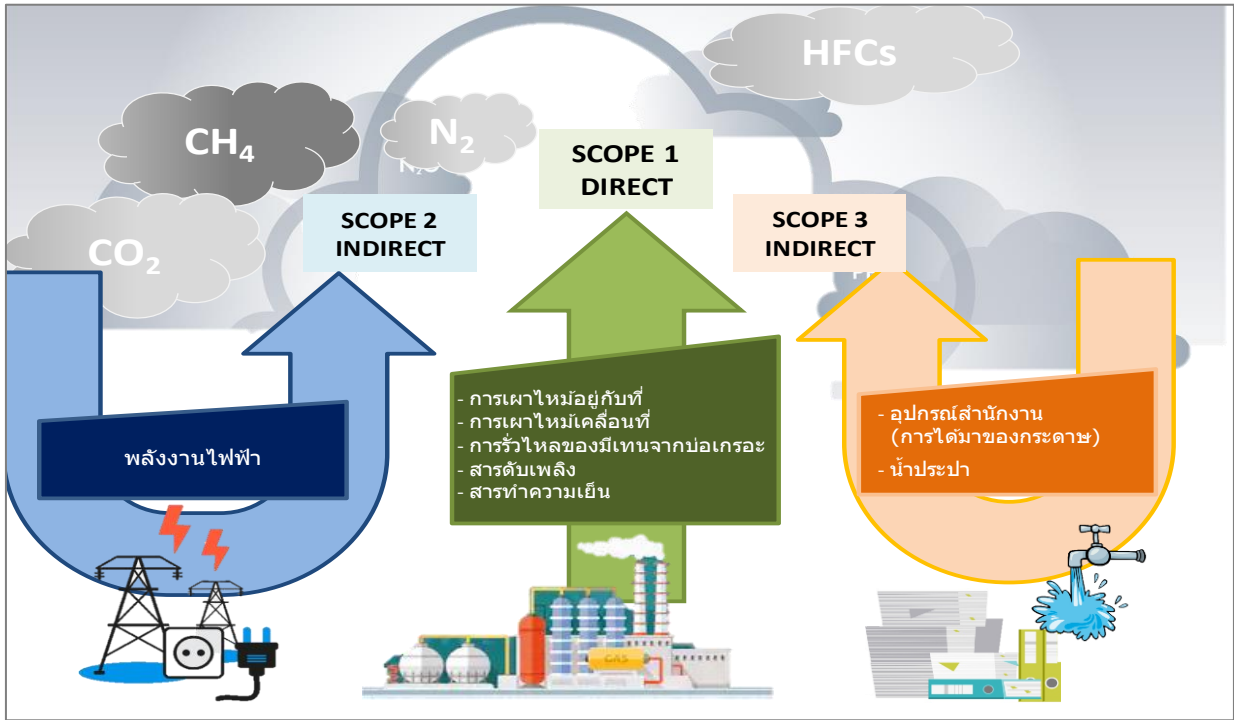 HFCs
CH₄
N₂
CO₂
SCOPE 1
DIRECT
SCOPE 2
INDIRECT
SCOPE 3
INDIRECT
พลังงานไฟฟ้า
- การเผาไหม้อยู่กับที่
- การเผาไหม้เคลื่อนที่
- การรั่วไหลของมีเทนจากบ่อเกรอะ
- สารดับเพลิง
- สารทำความเย็น
- อุปกรณ์สำนักงาน
(การได้มาของกระดาษ)
- น้ำประปา
GAS